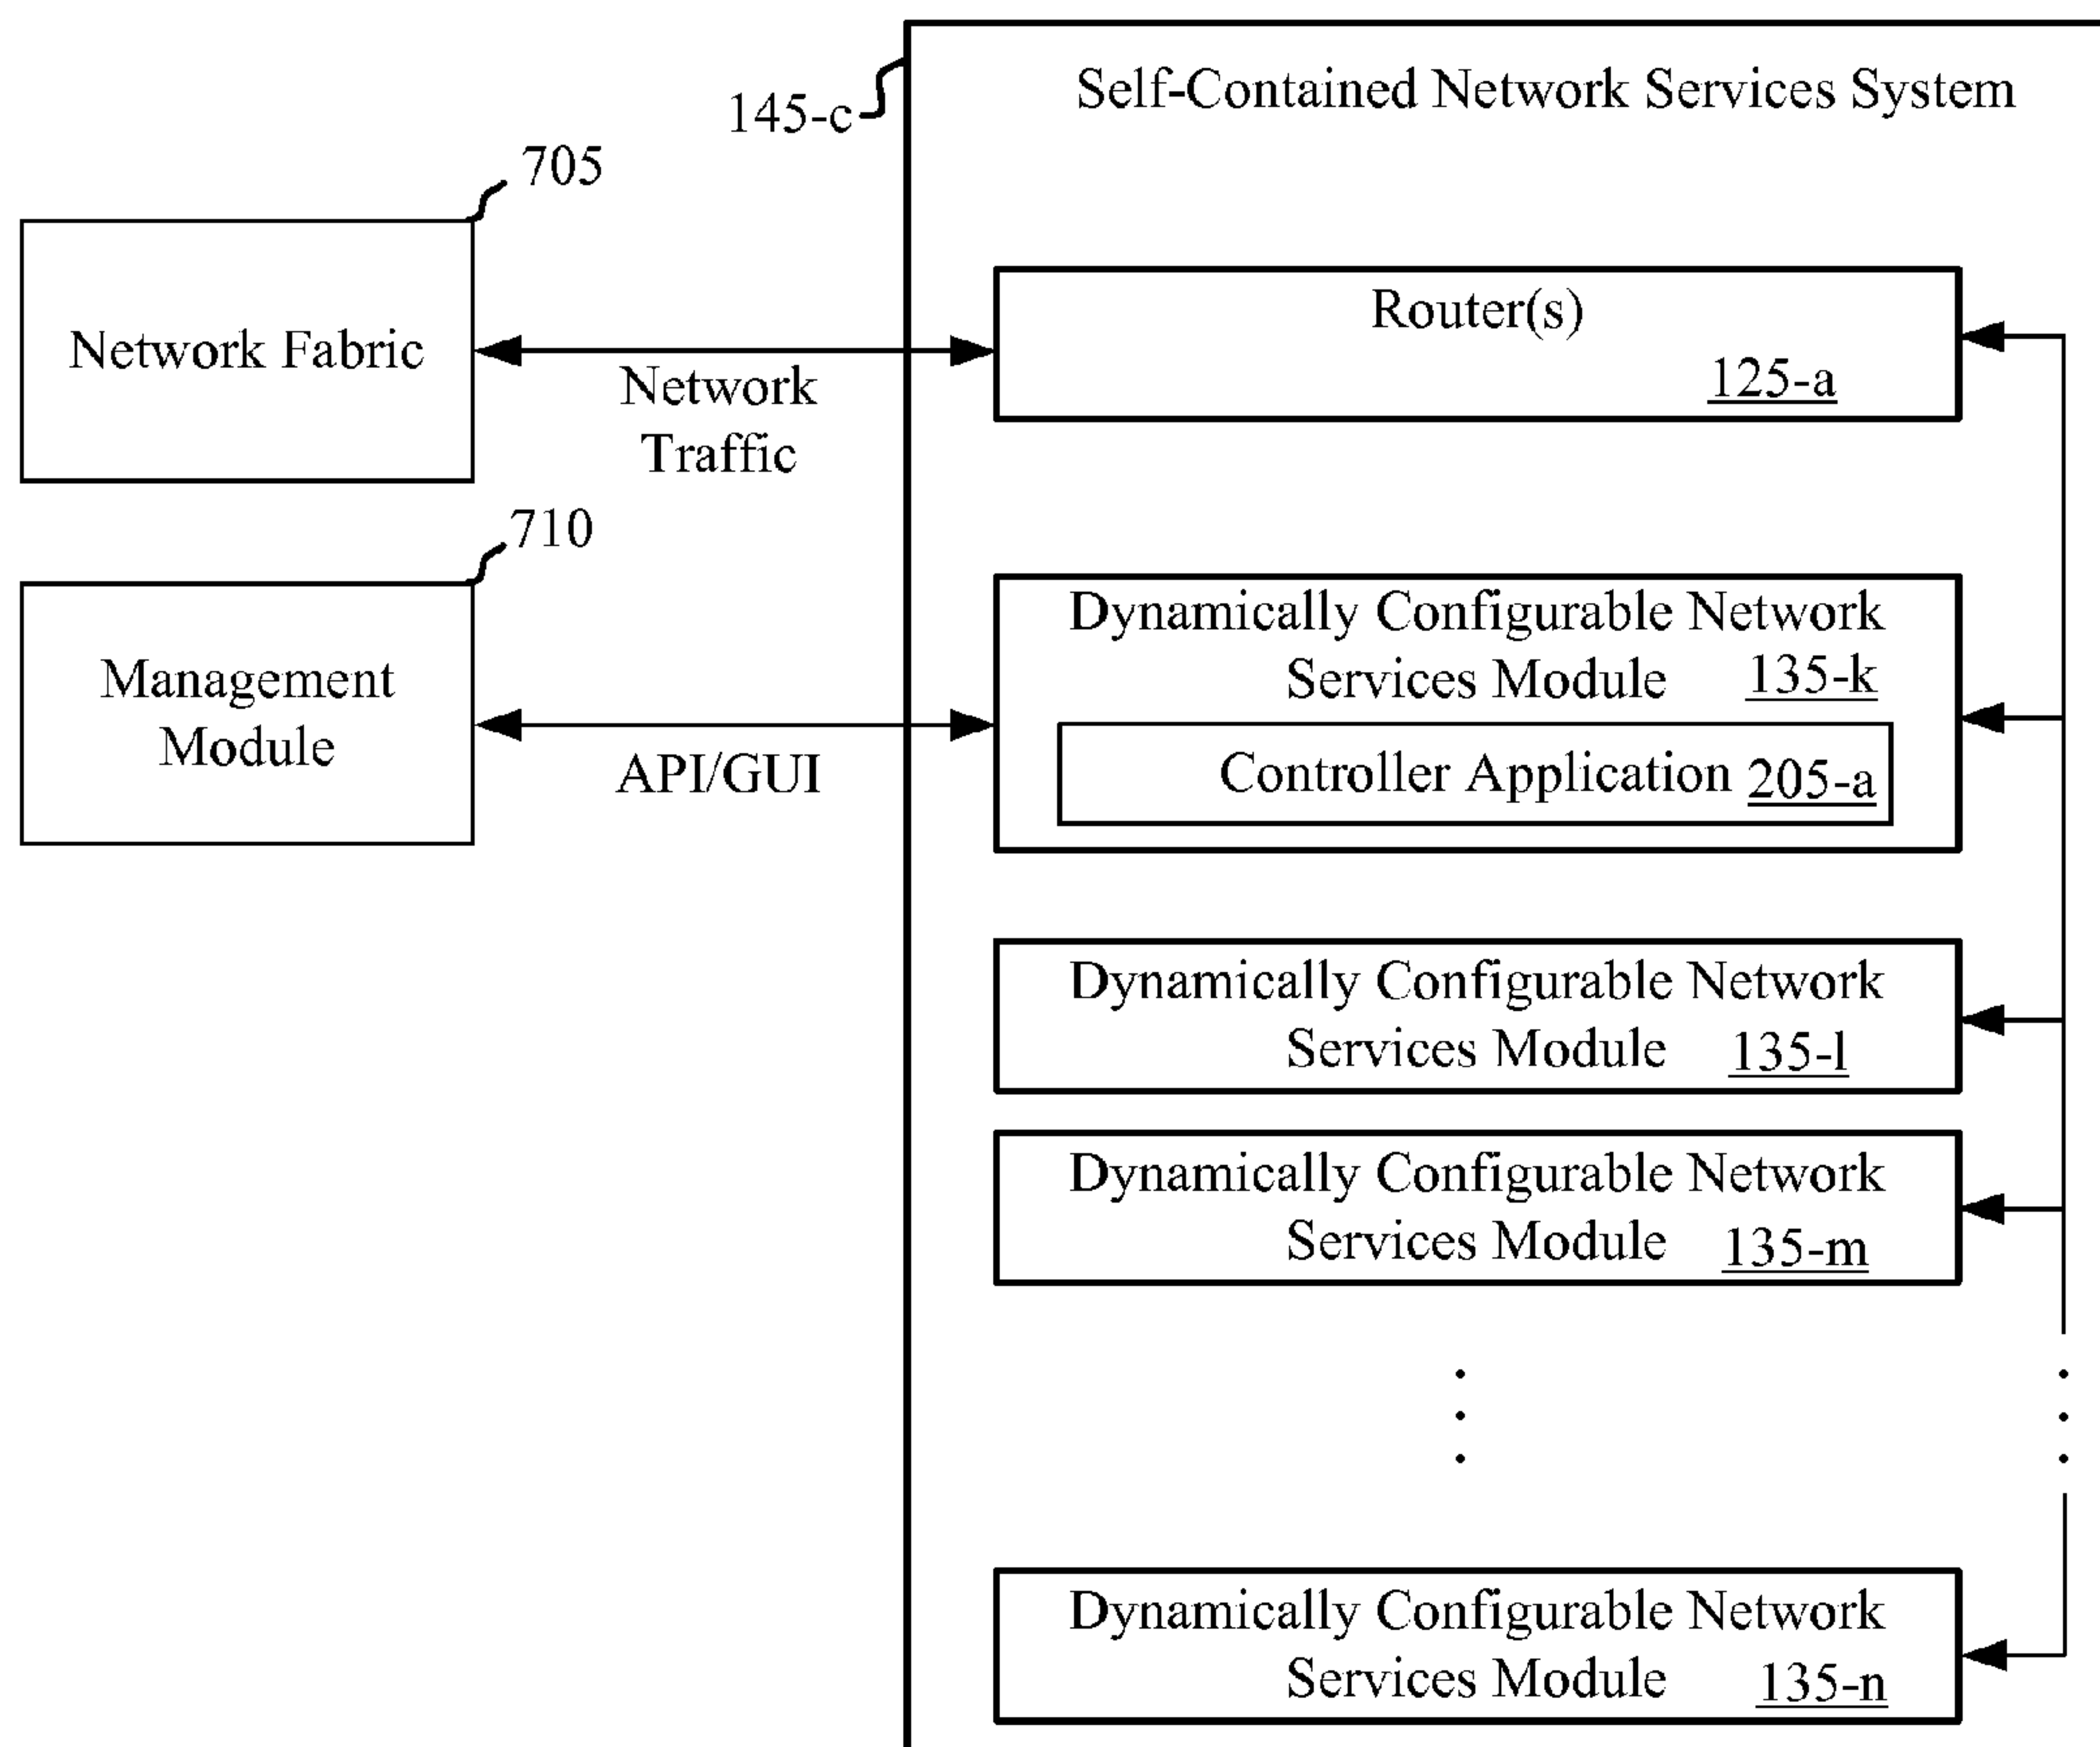 Self-Contained Network Services System
145-c
705
Network Fabric
Network
Traffic
Router(s)
125-a
710
Management
Module
API/GUI
Dynamically Configurable Network
Services Module 135-k
Controller Application 205-a
Dynamically Configurable Network
Services Module 135-l
Dynamically Configurable Network
Services Module 135-m
Dynamically Configurable Network
Services Module 135-n